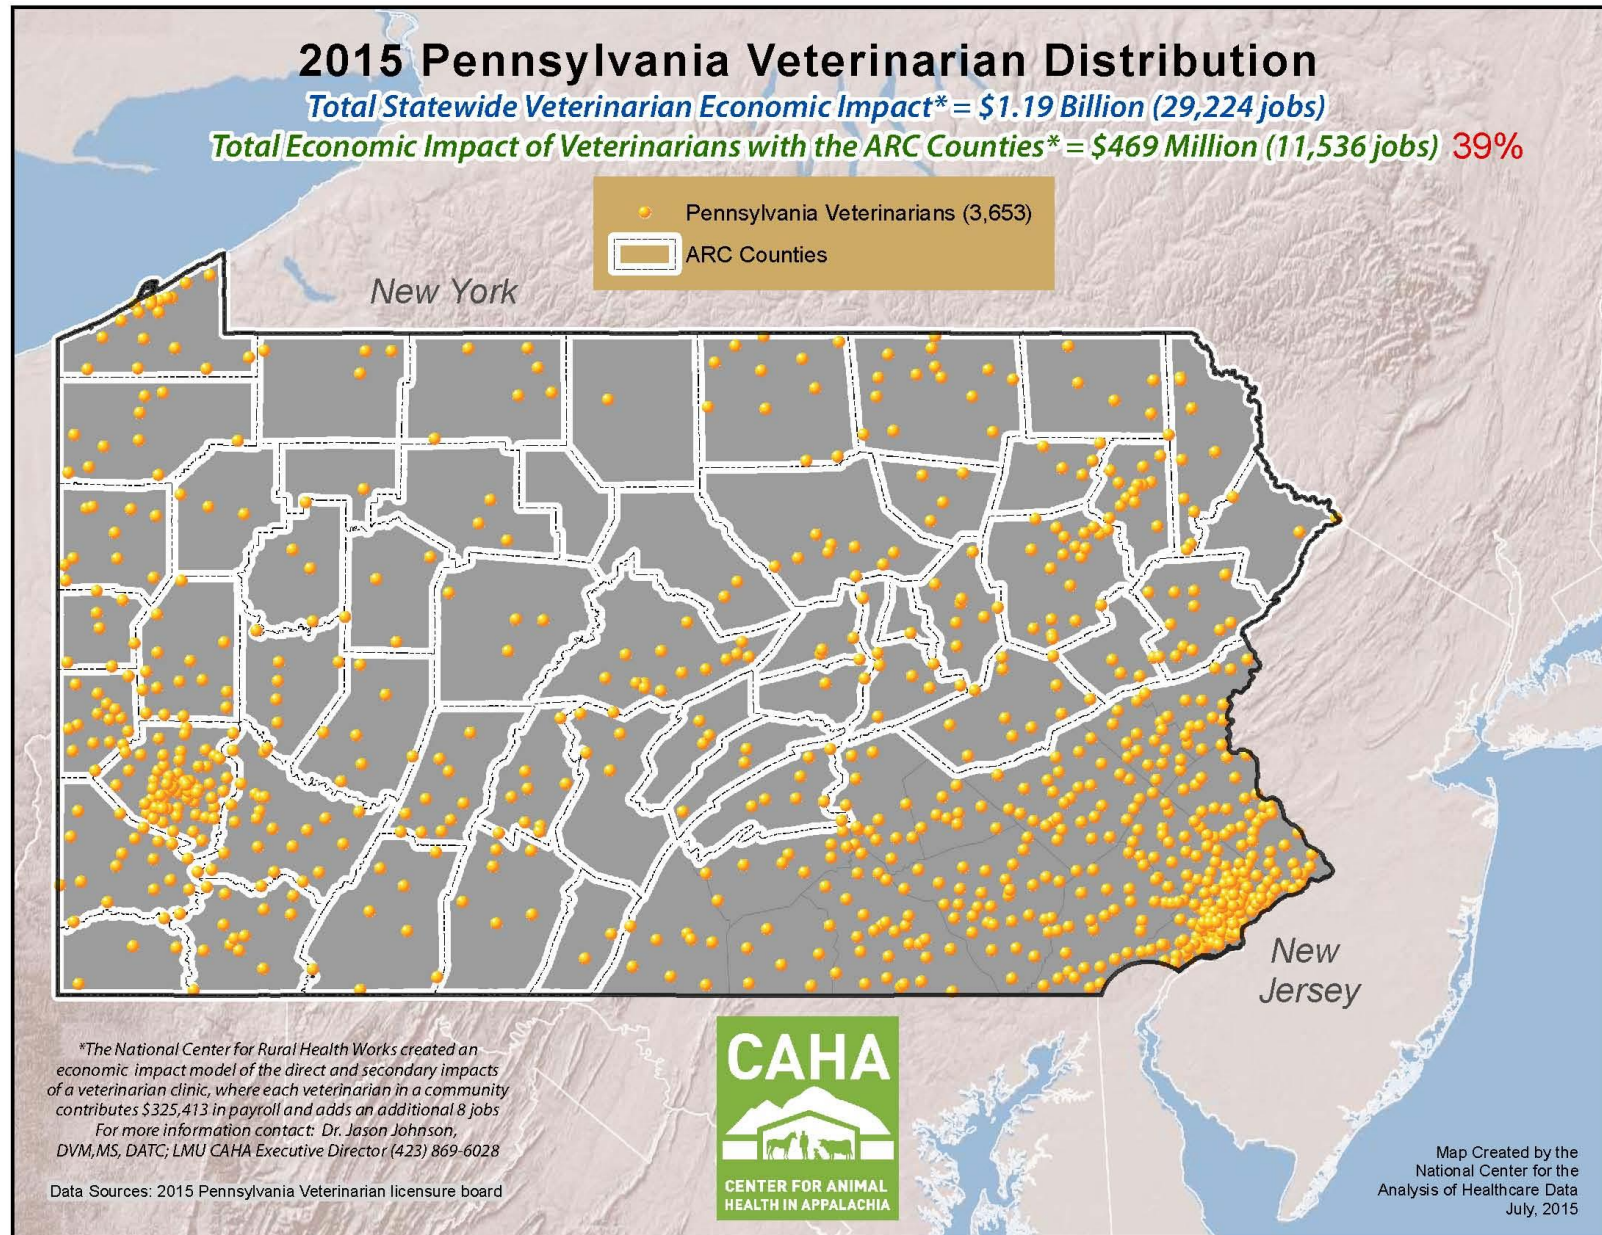 2015 Pennsylvania Veterinarian Distribution
Total Statewide Veterinarian Economic Impact* = $1.19 Billion (29,224 jobs)
Total Economic Impact of Veterinarians with the ARC Counties* = $469 Million (11,536 jobs) 39%
Pennsylvania Veterinarians (3,653)
ARC Counties
New York
New
Jersey
*The National Center for Rural Health Works created an
economic impact model of the direct and secondary impacts
of a veterinarian clinic, where each veterinarian in a community
contributes $325,413 in payroll and adds an additional 8 jobs
For more information contact: Dr. Jason Johnson,
DVM,MS, DATC; LMU CAHA Executive Director (423) 869-6028
Data Sources: 2015 Pennsylvania Veterinarian licensure board
CAHA
CENTER FOR ANIMAL
HEALTH IN APPALACHIA
Map Created by the
National Center for the
Analysis of Healthcare Data
July, 2015